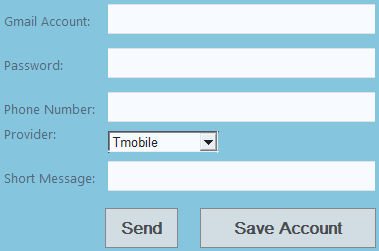 Gmail Account:
Password:
Phone Number:
Provider: Tmobile
Short Message:
Send Save Account